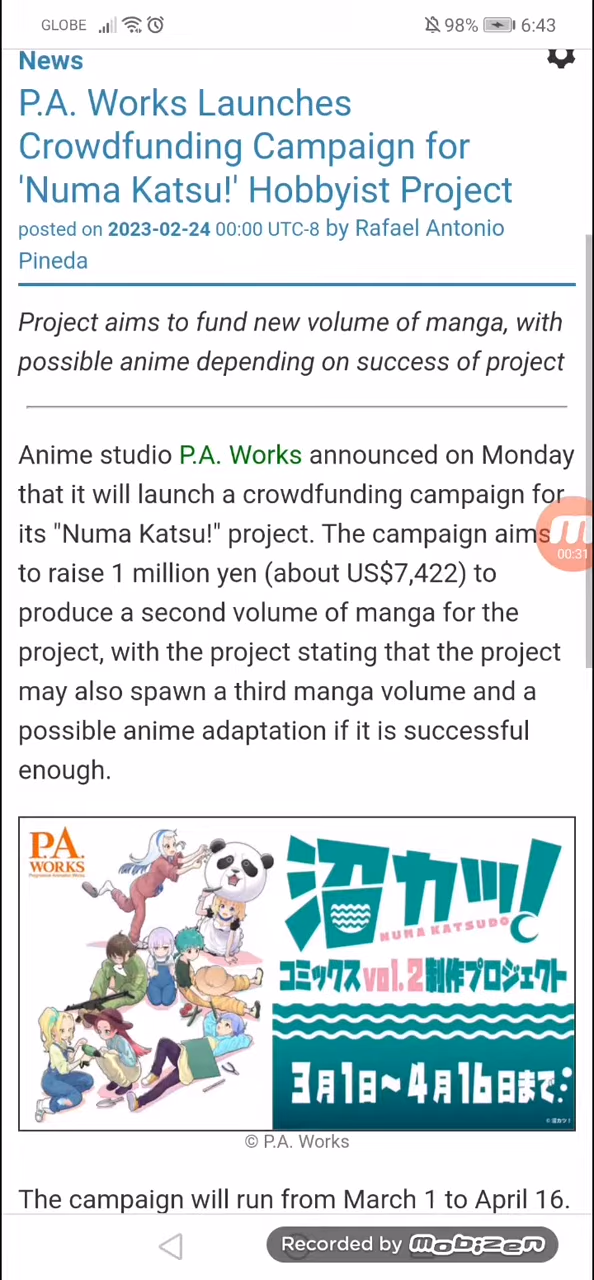 GLOBE 98% 6:43
News
P.A. Works Launches
Crowdfunding Campaign for
'Numa Katsu!' Hobbyist Project
posted on 2023-02-24 00:00 UTC-8 by Rafael Antonio
Pineda
Project aims to fund new volume of manga, with
possible anime depending on success of project
Anime studio P.A. Works announced on Monday
that it will launch a crowdfunding campaign for
its "Numa Katsu!" project. The campaign aims
00:31
to raise 1 million yen (about US$7,422) to
produce a second volume of manga for the
project, with the project stating that the project
may also spawn a third manga volume and a
possible anime adaptation if it is successful
enough.
P.A.
WORKS
沼カツ!
NUMA KATSUDO
コミックスvol.2制作プロジェクト
3月1日~4月16日まで
©沼カツ!
© P.A. Works
The campaign will run from March 1 to April 16.
Recorded by mobizen